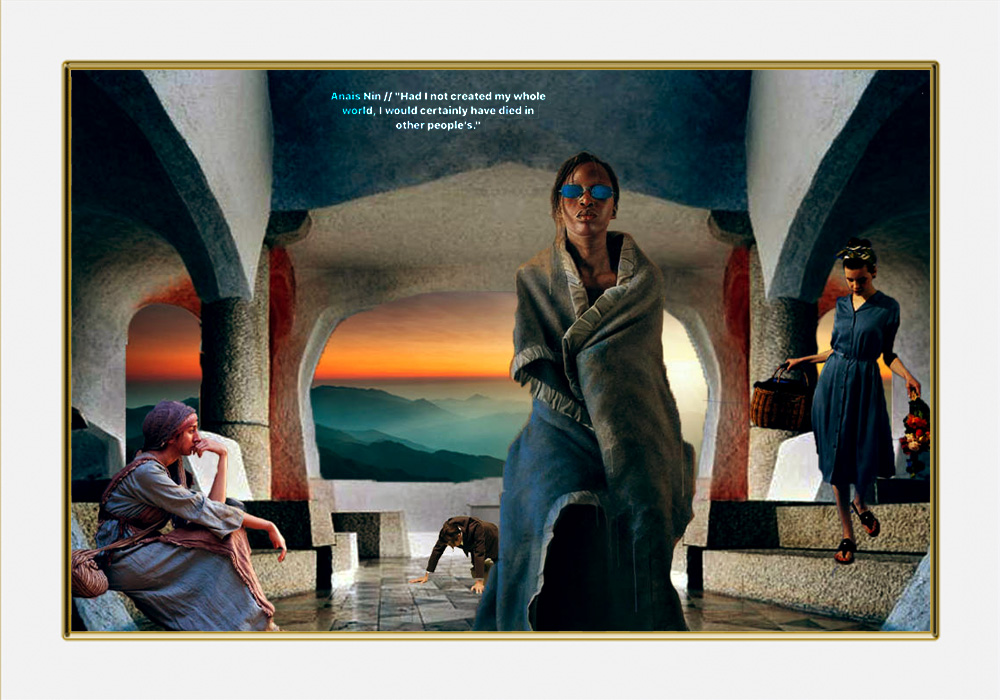 Anais Nin // "Had I not created my whole
world, I would certainly have died in
other people's."